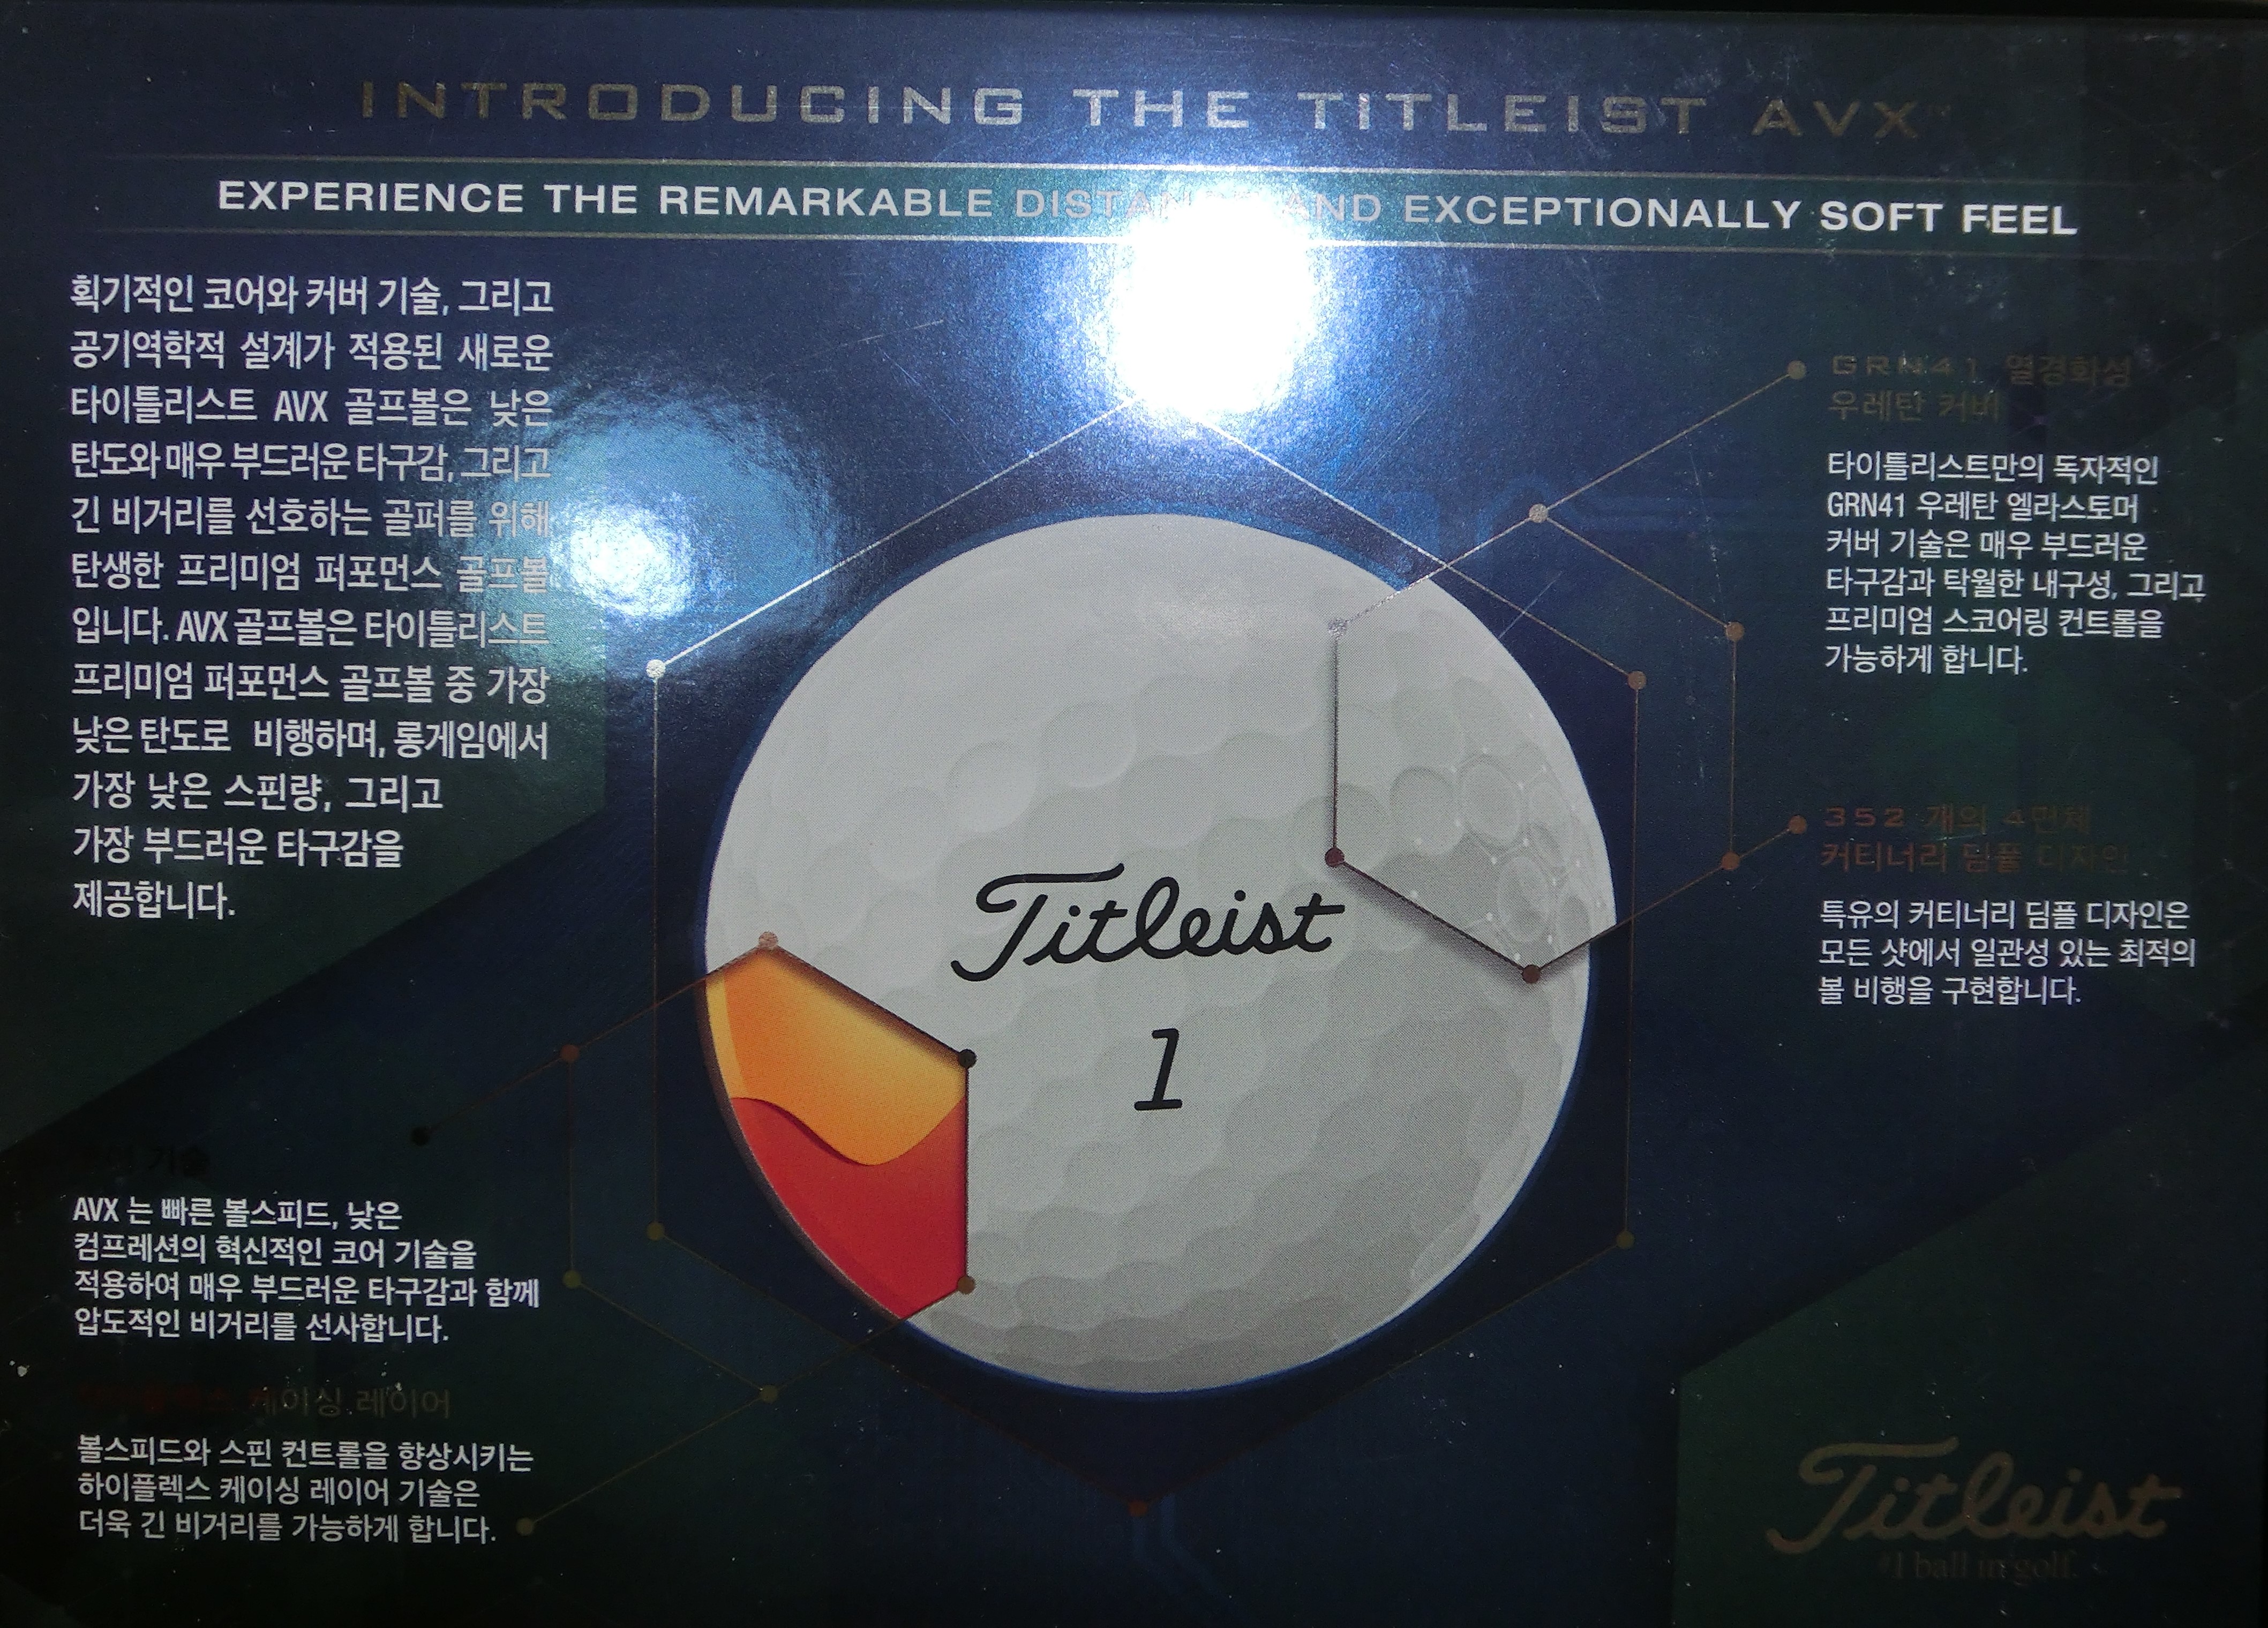 INTRODUCING THE TITLEIST AVX™
EXPERIENCE THE REMARKABLE DISTANCE AND EXCEPTIONALLY SOFT FEEL
획기적인 코어와 커버 기술, 그리고
공기역학적 설계가 적용된 새로운
타이틀리스트 AVX 골프볼은 낮은
탄도와 매우 부드러운 타구감, 그리고
긴 비거리를 선호하는 골퍼를 위해
탄생한 프리미엄 퍼포먼스 골프볼
입니다. AVX 골프볼은 타이틀리스트
프리미엄 퍼포먼스 골프볼 중 가장
낮은 탄도로 비행하며, 롱게임에서
가장 낮은 스핀량, 그리고
가장 부드러운 타구감을
제공합니다.
기술
AVX 는 빠른 볼스피드, 낮은
컴프레션의 혁신적인 코어 기술을
적용하여 매우 부드러운 타구감과 함께
압도적인 비거리를 선사합니다.
케이싱 레이어
볼스피드와 스핀 컨트롤을 향상시키는
하이플렉스 케이싱 레이어 기술은
더욱 긴 비거리를 가능하게 합니다.
Titleist
1
GRN41 열경화성
우레탄 커버
타이틀리스트만의 독자적인
GRN41 우레탄 엘라스토머
커버 기술은 매우 부드러운
타구감과 탁월한 내구성, 그리고
프리미엄 스코어링 컨트롤을
가능하게 합니다.
352 개의 4면체
커티너리 딤플 디자인
특유의 커티너리 딤플 디자인은
모든 샷에서 일관성 있는 최적의
볼 비행을 구현합니다.
Titleist
#1 ball in golf.